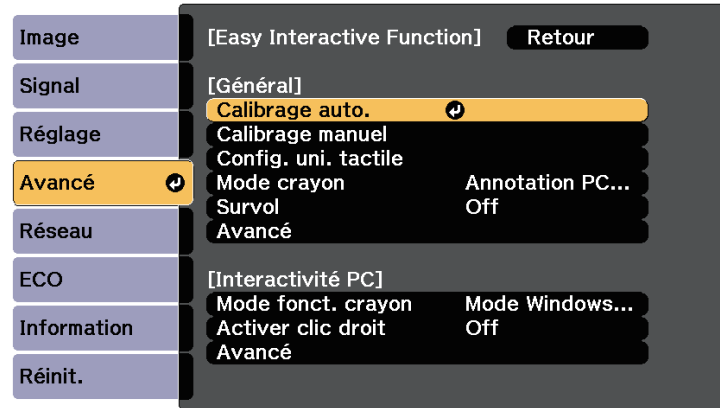 Image
Signal
Réglage
Avancé
Réseau
ECO
Information
Réinit.
[Easy Interactive Function] Retour
[Général]
Calibrage auto.
Calibrage manuel
Config. uni. tactile
Mode crayon Annotation PC...
Survol Off
Avancé
[Interactivité PC]
Mode fonct. crayon Mode Windows...
Activer clic droit Off
Avancé